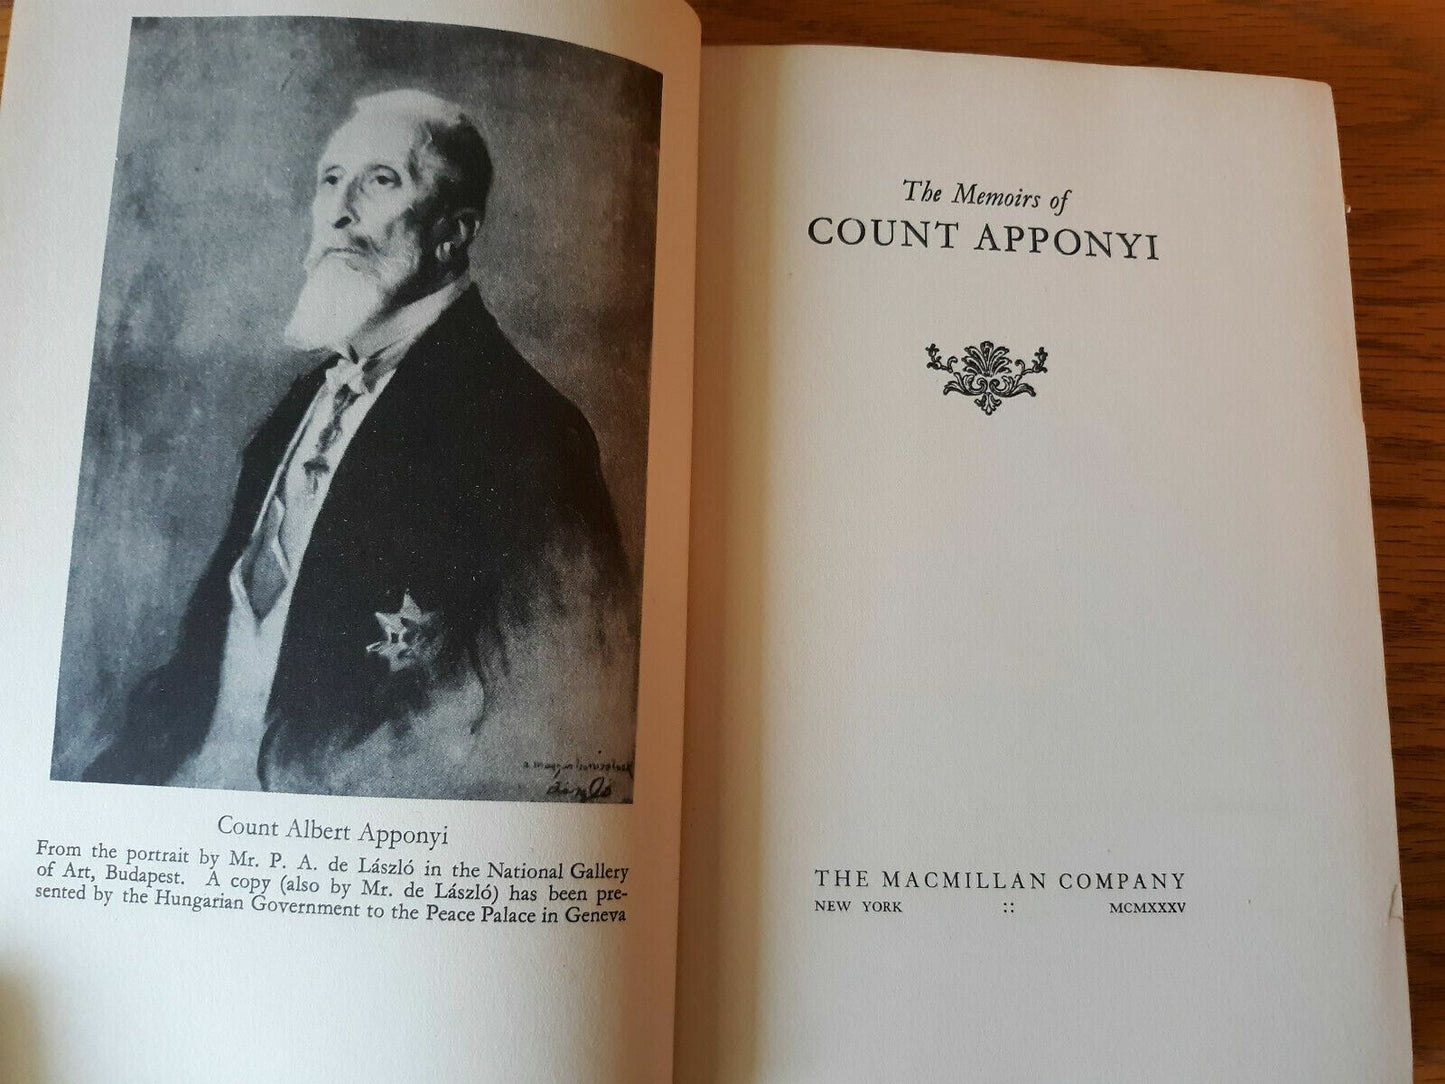 Count Albert Apponyi
From the portrait by Mr. P. A. de László in the National Gallery
of Art, Budapest. A copy (also by Mr. de László) has been pre-
sented by the Hungarian Government to the Peace Palace in Geneva
The Memoirs of
COUNT APPONYI
THE MACMILLAN COMPANY
NEW YORK :: MCMXXXV